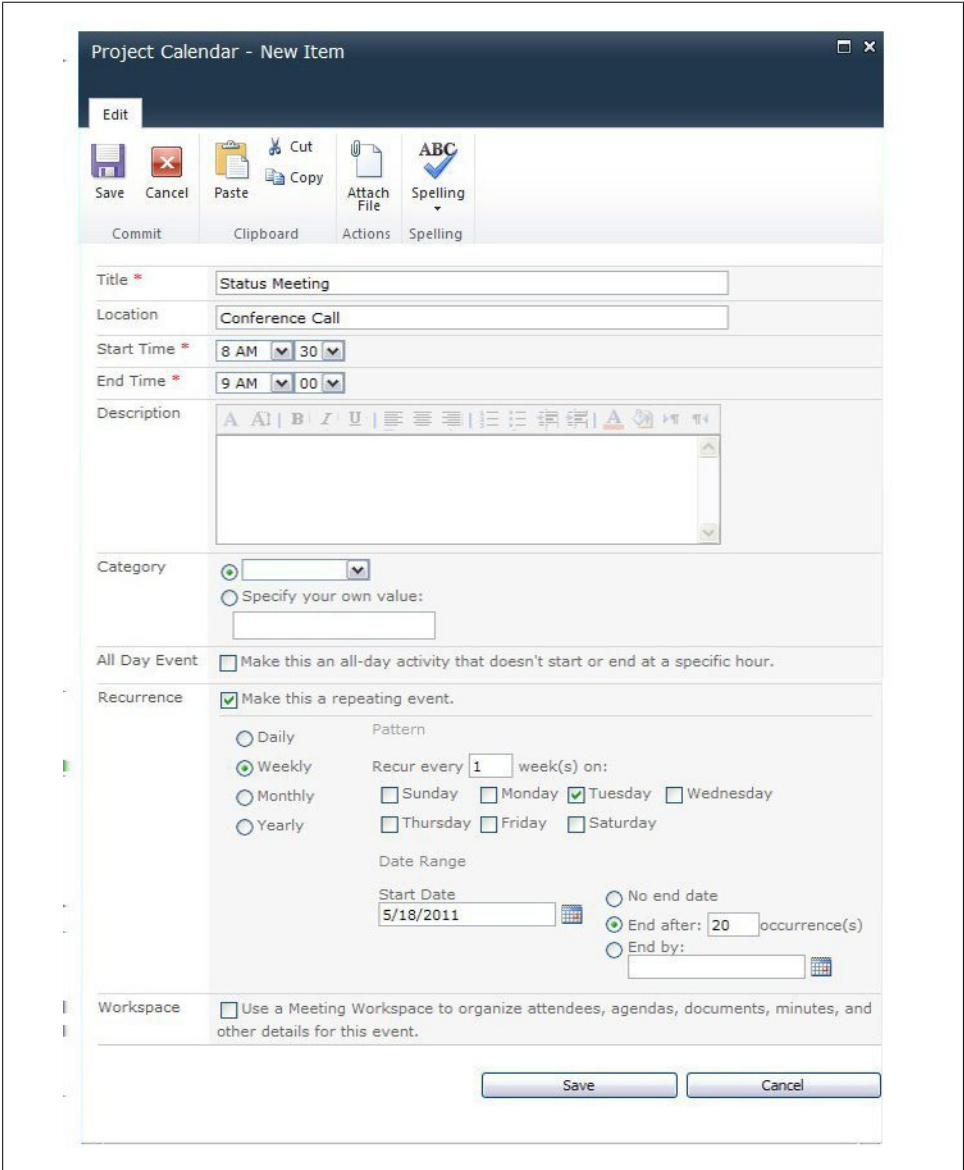 Project Calendar - New Item
Edit
Save
Cancel
Paste
Cut
Copy
Attach
File
ABC
Spelling
Commit
Clipboard
Actions
Spelling
Title *
Status Meeting
Location
Conference Call
Start Time *
8 AM 30
End Time *
9 AM 00
Description
A A B I U A
Category
Specify your own value:
All Day Event
Make this an all-day activity that doesn't start or end at a specific hour.
Recurrence
Make this a repeating event.
Daily
Weekly
Monthly
Yearly
Pattern
Recur every 1 week(s) on:
Sunday Monday Tuesday Wednesday
Thursday Friday Saturday
Date Range
Start Date
5/18/2011
No end date
End after: 20 occurrence(s)
End by:
Workspace
Use a Meeting Workspace to organize attendees, agendas, documents, minutes, and
other details for this event.
Save
Cancel